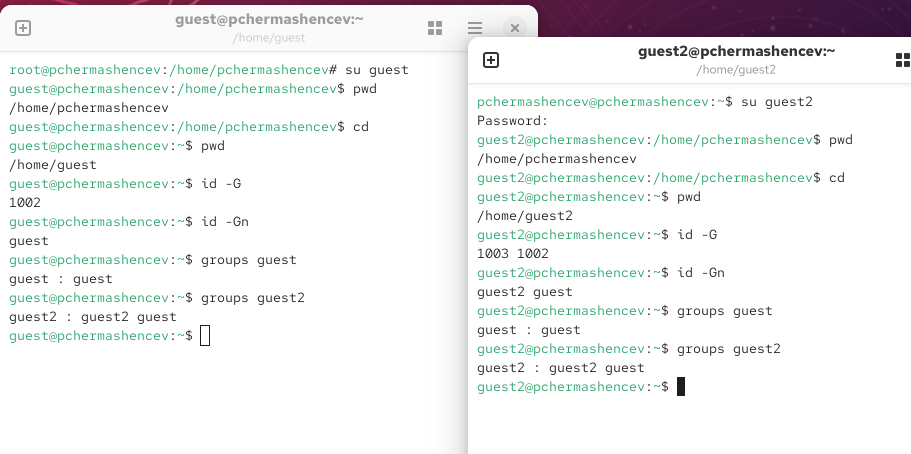 guest@pchermashencev:~
/home/guest
root@pchermashencev:/home/pchermashencev# su guest
guest@pchermashencev:/home/pchermashencev$ pwd
/home/pchermashencev
guest@pchermashencev:/home/pchermashencev$ cd
guest@pchermashencev:~$ pwd
/home/guest
guest@pchermashencev:~$ id -G
1002
guest@pchermashencev:~$ id -Gn
guest
guest@pchermashencev:~$ groups guest
guest : guest
guest@pchermashencev:~$ groups guest2
guest2 : guest2 guest
guest@pchermashencev:~$
guest2@pchermashencev:~
/home/guest2
pchermashencev@pchermashencev:~$ su guest2
Password:
guest2@pchermashencev:/home/pchermashencev$ pwd
/home/pchermashencev
guest2@pchermashencev:/home/pchermashencev$ cd
guest2@pchermashencev:~$ pwd
/home/guest2
guest2@pchermashencev:~$ id -G
1003 1002
guest2@pchermashencev:~$ id -Gn
guest2 guest
guest2@pchermashencev:~$ groups guest
guest : guest
guest2@pchermashencev:~$ groups guest2
guest2 : guest2 guest
guest2@pchermashencev:~$